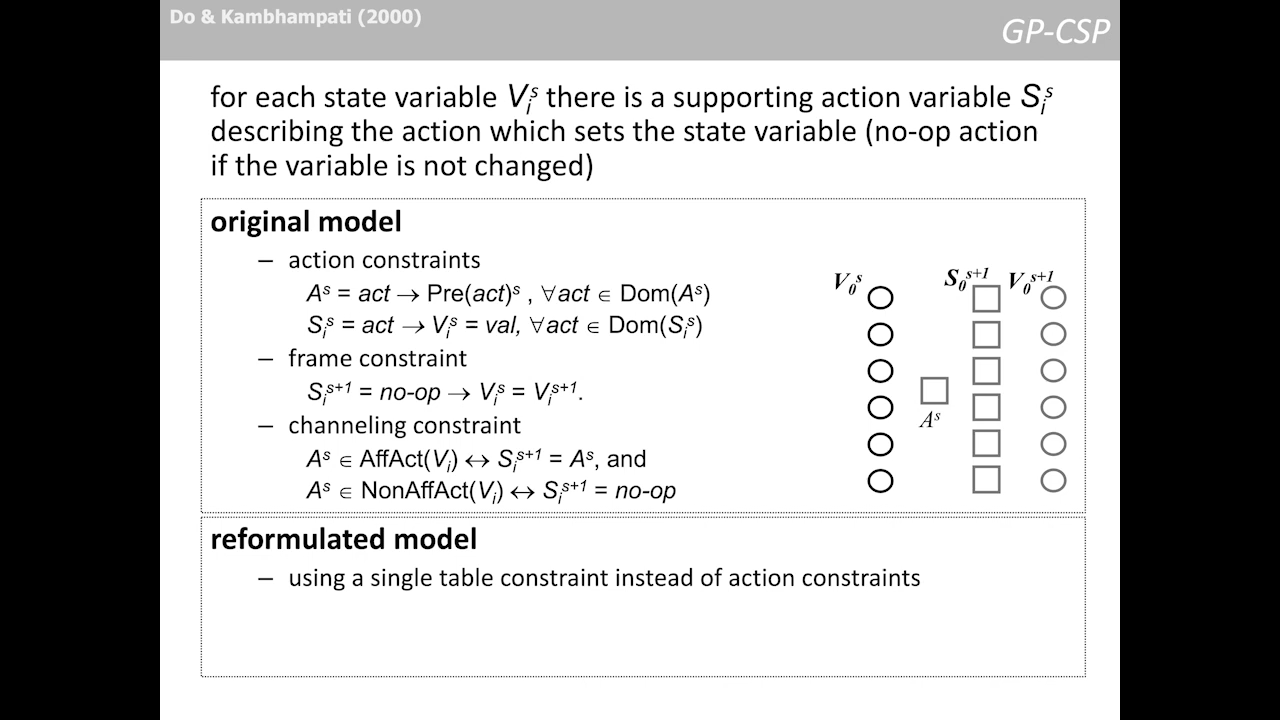 Do & Kambhampati (2000)
GP-CSP
for each state variable Vᵢˢ there is a supporting action variable Sᵢˢ
describing the action which sets the state variable (no-op action
if the variable is not changed)
original model
– action constraints
Aˢ = act → Pre(act)ˢ , ∀act ∈ Dom(Aˢ)
Sᵢˢ = act → Vᵢˢ = val, ∀act ∈ Dom(Sᵢˢ)
– frame constraint
Sᵢˢ⁺¹ = no-op → Vᵢˢ = Vᵢˢ⁺¹.
– channeling constraint
Aˢ ∈ AffAct(Vᵢ) ↔ Sᵢˢ⁺¹ = Aˢ, and
Aˢ ∈ NonAffAct(Vᵢ) ↔ Sᵢˢ⁺¹ = no-op
V₀ˢ
S₀ˢ⁺¹ V₀ˢ⁺¹
Aˢ
reformulated model
– using a single table constraint instead of action constraints